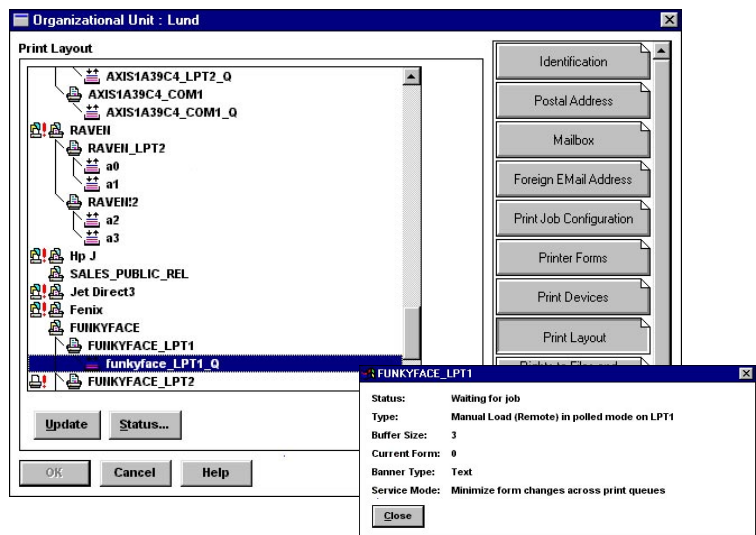 Organizational Unit : Lund
Print Layout
AXIS1A39C4_LPT2_Q
AXIS1A39C4_COM1
AXIS1A39C4_COM1_Q
RAVEN
RAVEN_LPT2
a0
a1
RAVEN!2
a2
a3
Hp J
SALES_PUBLIC_REL
Jet Direct3
Fenix
FUNKYFACE
FUNKYFACE_LPT1
funkyface_LPT1_Q
FUNKYFACE_LPT2
Update
Status...
OK
Cancel
Help
Identification
Postal Address
Mailbox
Foreign EMail Address
Print Job Configuration
Printer Forms
Print Devices
Print Layout
Rights to Files and
FUNKYFACE_LPT1
Status: Waiting for job
Type: Manual Load (Remote) in polled mode on LPT1
Buffer Size: 3
Current Form: 0
Banner Type: Text
Service Mode: Minimize form changes across print queues
Close